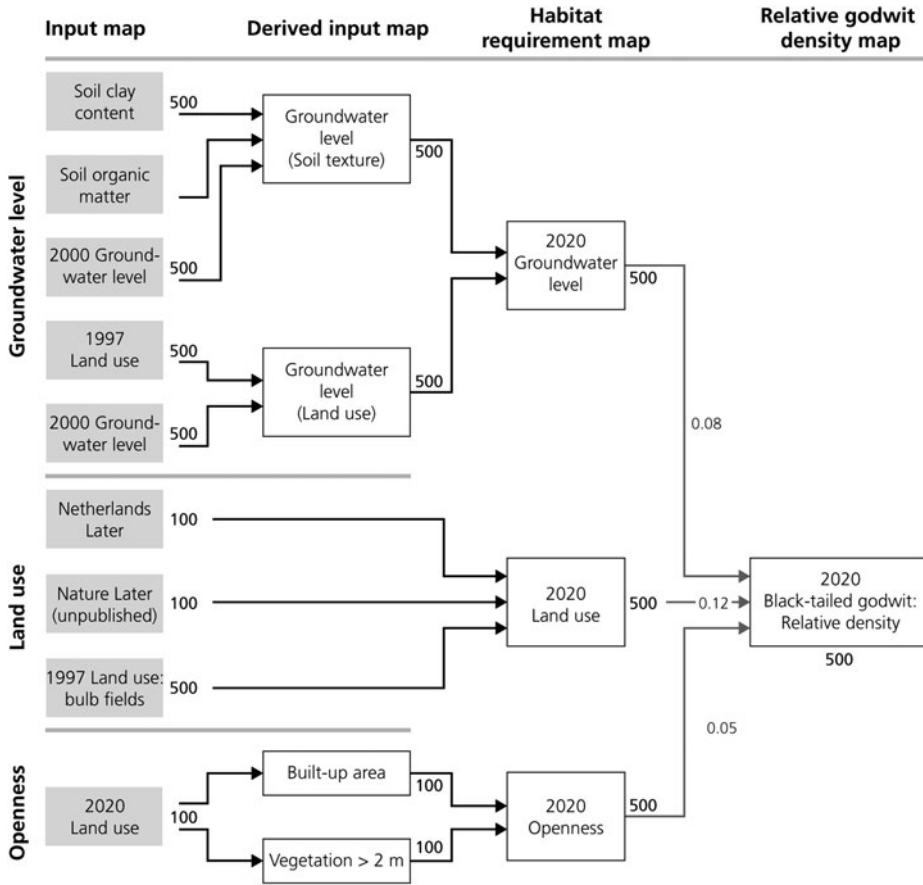 Input map
Derived input map
Habitat
requirement map
Relative godwit
density map
Groundwater level
Soil clay
content
500
Soil organic
matter
2000 Ground-
water level
500
Groundwater
level
(Soil texture)
500
1997
Land use
500
2000 Ground-
water level
500
Groundwater
level
(Land use)
500
2020
Groundwater
level
500
0.08
Land use
Netherlands
Later
100
Nature Later
(unpublished)
100
1997 Land use:
bulb fields
500
2020
Land use
500
0.12
2020
Black-tailed godwit:
Relative density
500
0.05
Openness
2020
Land use
100
Built-up area
100
Vegetation > 2 m
100
2020
Openness
500